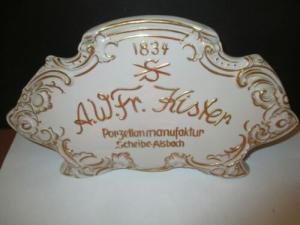 1834
S
A.W.Fr. Kister
Porzellanmanufaktur
Scheibe-Alsbach